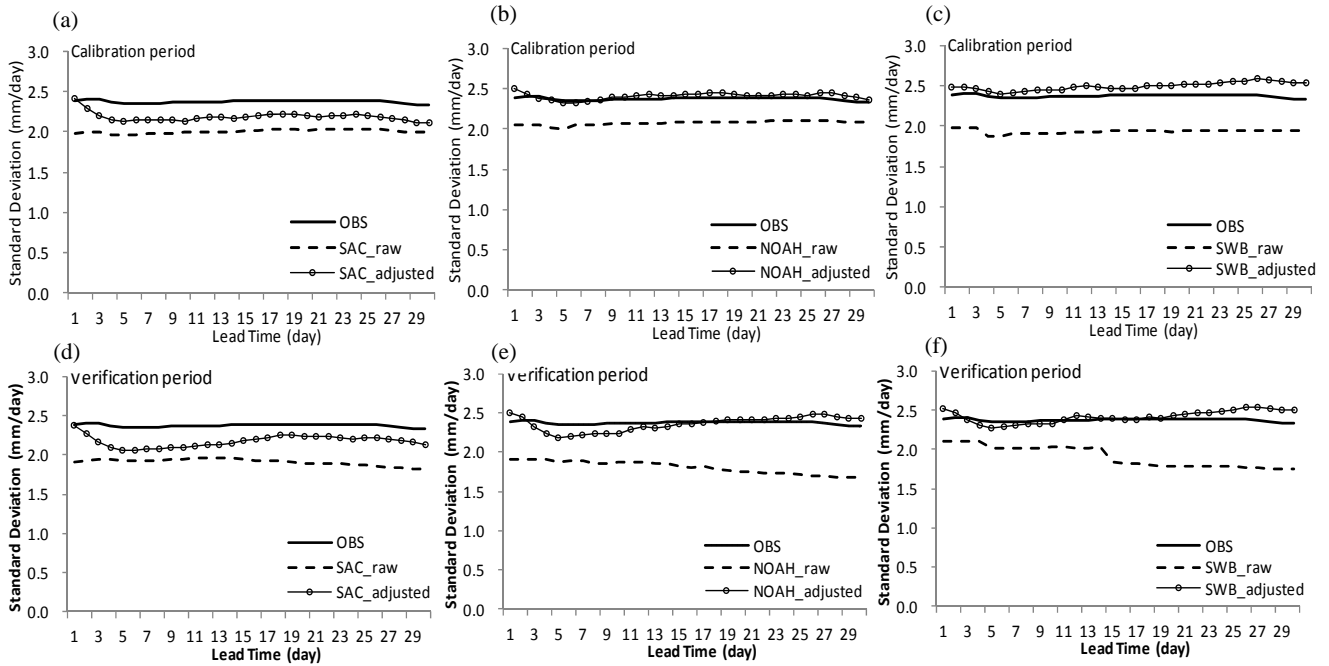 (a)
Calibration period
Standard Deviation (mm/day)
3.0
2.5
2.0
1.5
1.0
0.5
0.0
OBS
SAC_raw
SAC_adjusted
1 3 5 7 9 11 13 15 17 19 21 23 25 27 29
Lead Time (day)
(b)
Calibration period
Standard Deviation (mm/day)
3.0
2.5
2.0
1.5
1.0
0.5
0.0
OBS
NOAH_raw
NOAH_adjusted
1 3 5 7 9 11 13 15 17 19 21 23 25 27 29
Lead Time (day)
(c)
Calibration period
Standard Deviation (mm/day)
3.0
2.5
2.0
1.5
1.0
0.5
0.0
OBS
SWB_raw
SWB_adjusted
1 3 5 7 9 11 13 15 17 19 21 23 25 27 29
Lead Time (day)
(d)
Verification period
Standard Deviation (mm/day)
3.0
2.5
2.0
1.5
1.0
0.5
0.0
OBS
SAC_raw
SAC_adjusted
1 3 5 7 9 11 13 15 17 19 21 23 25 27 29
Lead Time (day)
(e)
Verification period
Standard Deviation (mm/day)
3.0
2.5
2.0
1.5
1.0
0.5
0.0
OBS
NOAH_raw
NOAH_adjusted
1 3 5 7 9 11 13 15 17 19 21 23 25 27 29
Lead Time (day)
(f)
Verification period
Standard Deviation (mm/day)
3.0
2.5
2.0
1.5
1.0
0.5
0.0
OBS
SWB_raw
SWB_adjusted
1 3 5 7 9 11 13 15 17 19 21 23 25 27 29
Lead Time (day)